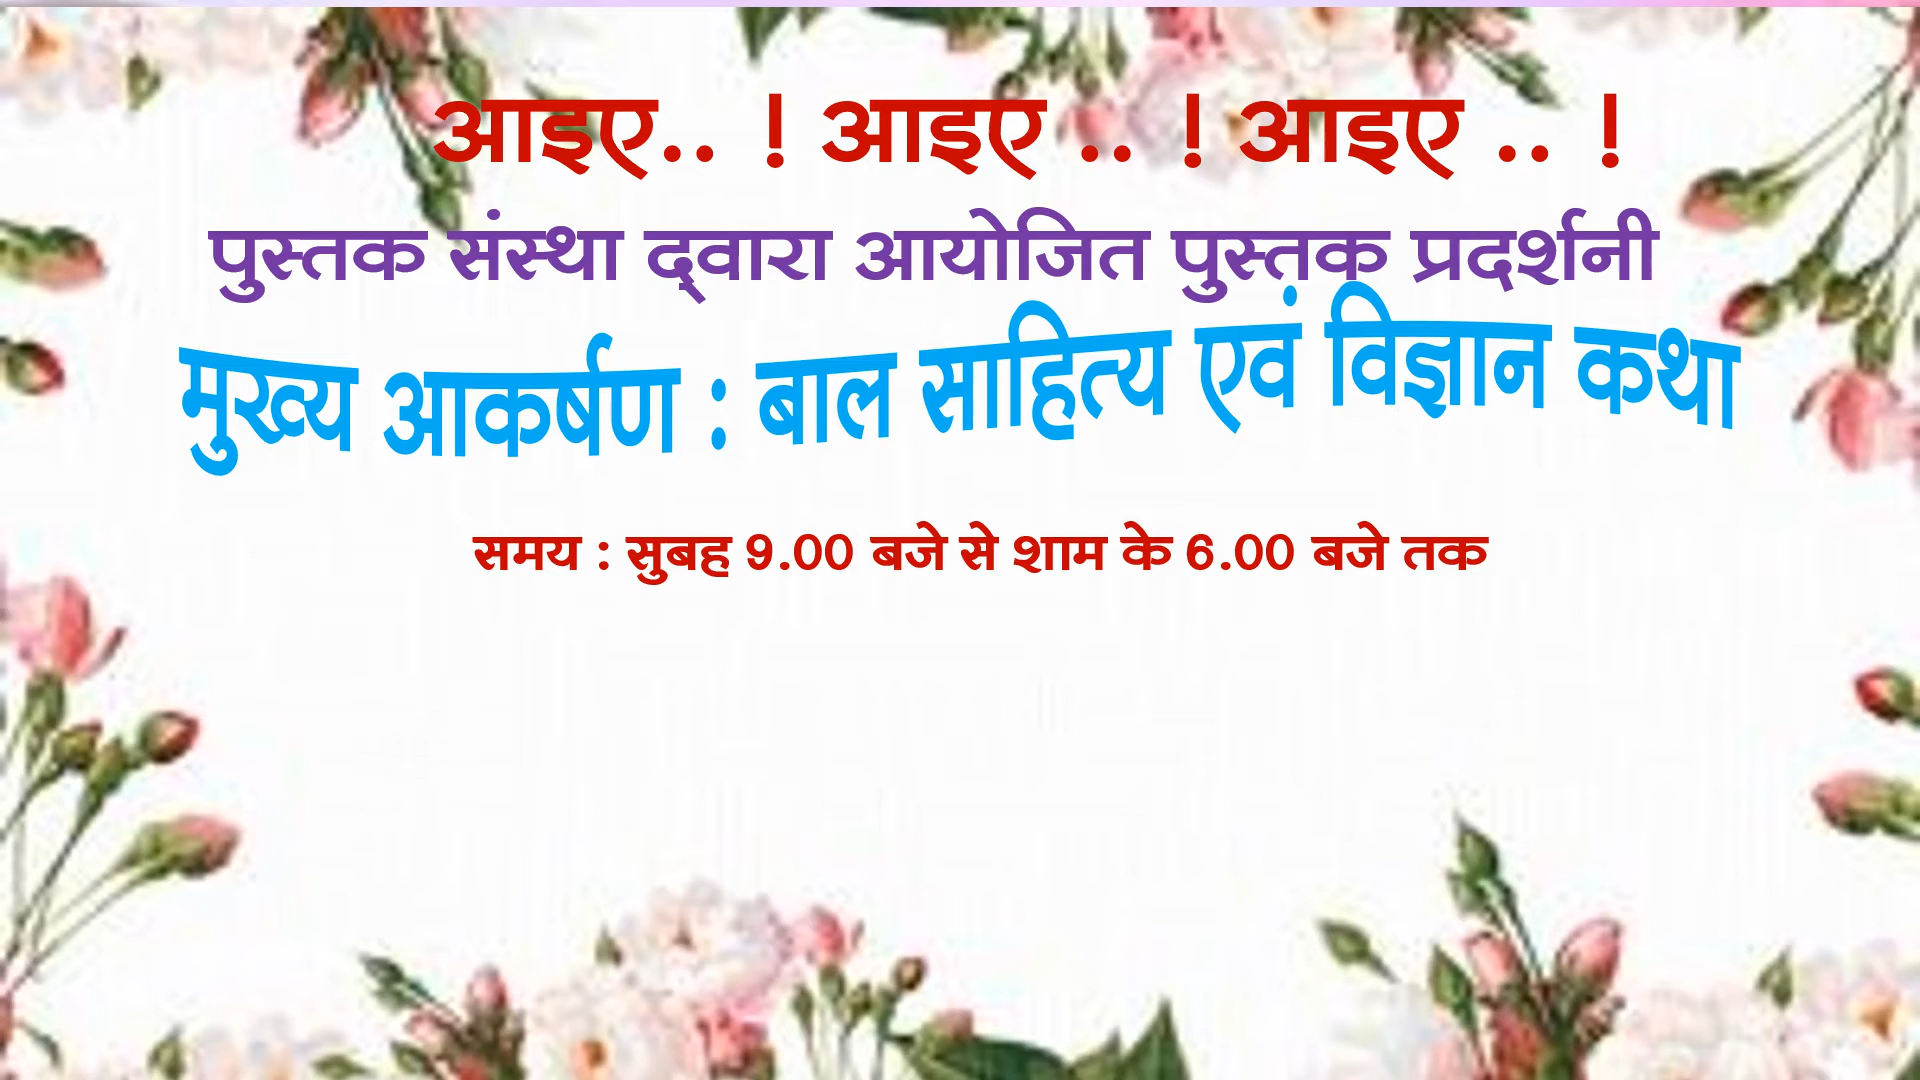 आइए.. ! आइए .. ! आइए .. !
पुस्तक संस्था द्‌वारा आयोजित पुस्तक प्रदर्शनी
मुख्य आकर्षण : बाल साहित्य एवं विज्ञान कथा
समय : सुबह 9.00 बजे से शाम के 6.00 बजे तक